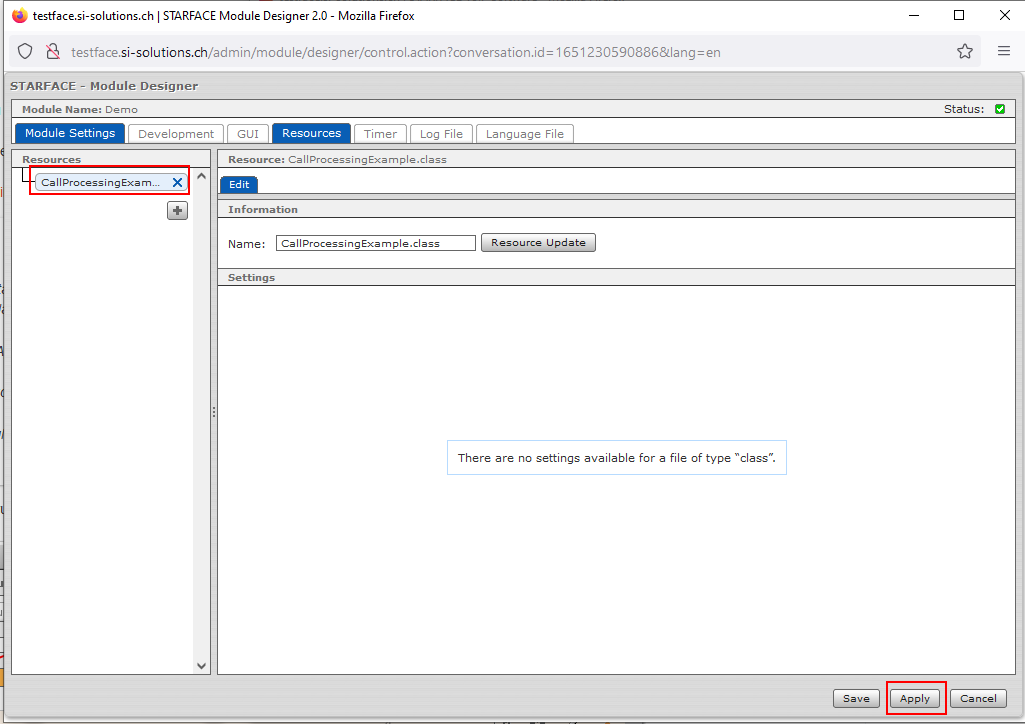 testface.si-solutions.ch | STARFACE Module Designer 2.0 - Mozilla Firefox
testface.si-solutions.ch/admin/module/designer/control.action?conversation.id=1651230590886&lang=en
STARFACE - Module Designer
Module Name: Demo Status:
Module Settings Development GUI Resources Timer Log File Language File
Resources
CallProcessingExam...
Resource: CallProcessingExample.class
Edit
Information
Name: CallProcessingExample.class Resource Update
Settings
There are no settings available for a file of type “class”.
Save Apply Cancel